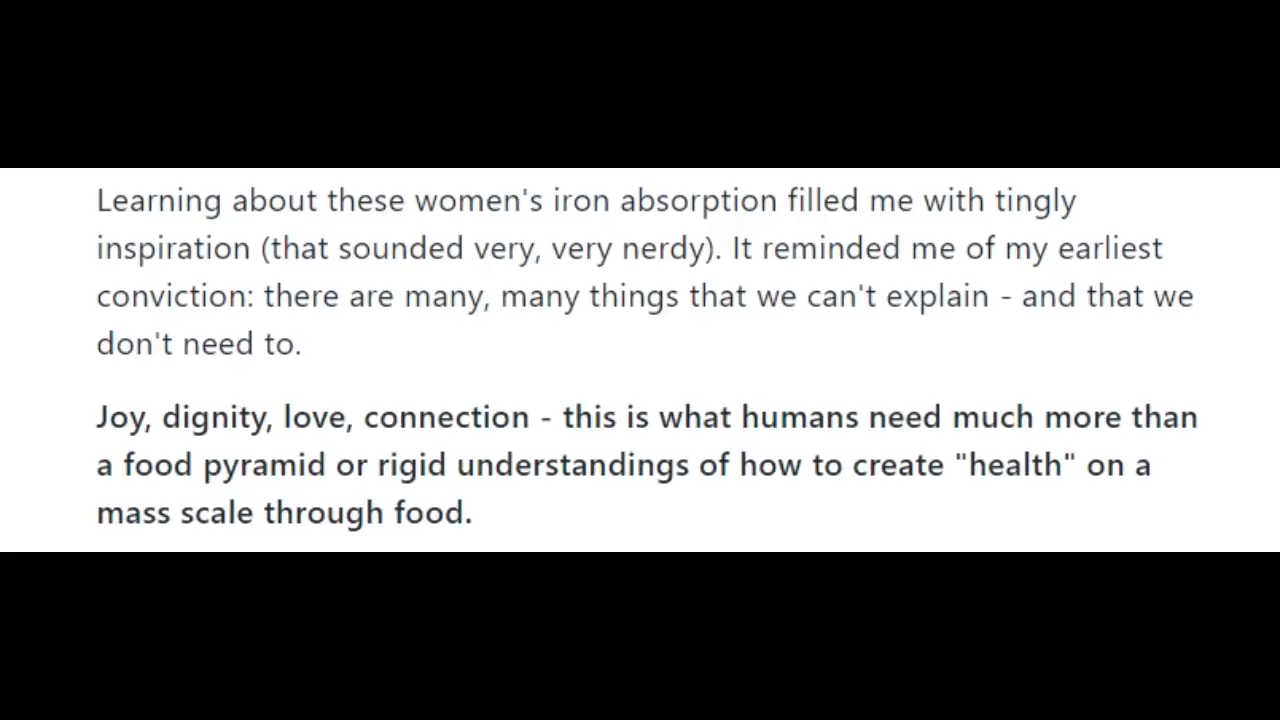 Learning about these women's iron absorption filled me with tingly
inspiration (that sounded very, very nerdy). It reminded me of my earliest
conviction: there are many, many things that we can't explain - and that we
don't need to.
Joy, dignity, love, connection - this is what humans need much more than
a food pyramid or rigid understandings of how to create "health" on a
mass scale through food.